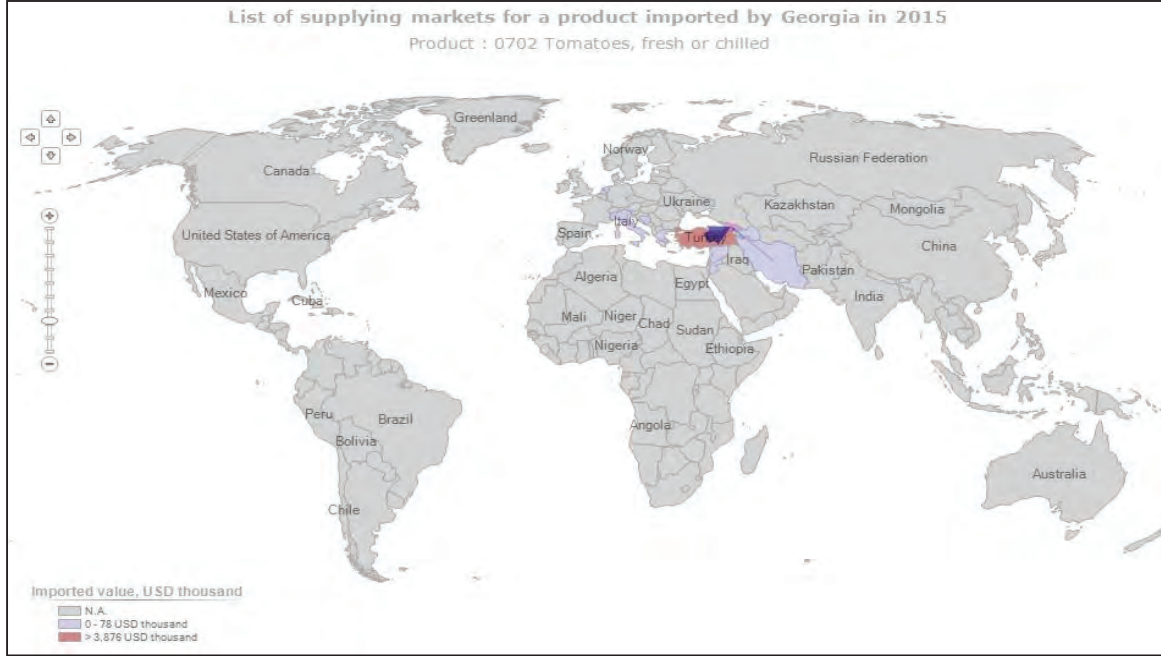 List of supplying markets for a product imported by Georgia in 2015
Product : 0702 Tomatoes, fresh or chilled
Greenland
Norway
Russian Federation
Canada
Ukraine
Kazakhstan
Mongolia
Italy
United States of America
Spain
Turkey
China
Iraq
Pakistan
Algeria
Egypt
Mexico
India
Cuba
Mali
Niger
Chad
Sudan
Nigeria
Ethiopia
Peru
Brazil
Angola
Bolivia
Australia
Chile
Imported value, USD thousand
N.A.
0 - 78 USD thousand
> 3,876 USD thousand